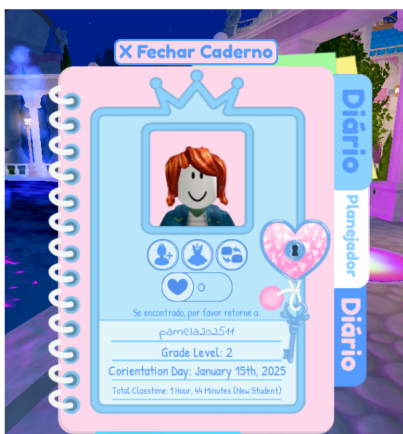 X Fechar Caderno
Diário
Planejador
Diário
0
Se encontrado, por favor retorne a:
pamela202511
Grade Level: 2
Corientation Day: January 15th, 2025
Total Classtime: 1 Hour, 44 Minutes (New Student)